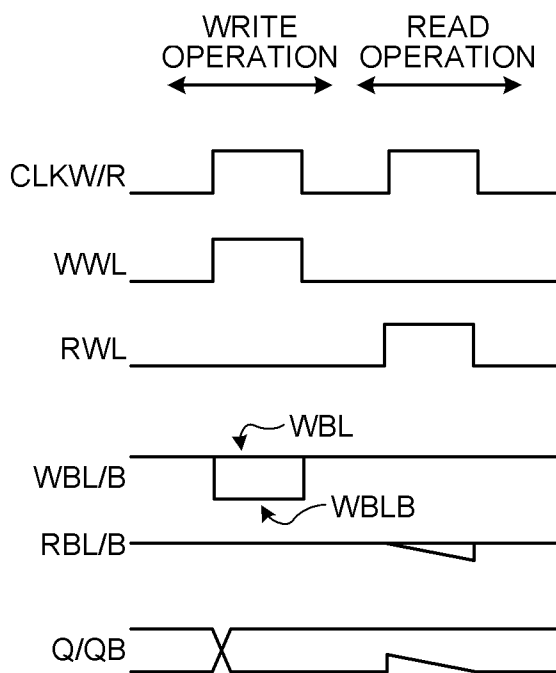 WRITE
OPERATION
READ
OPERATION
CLKW/R
WWL
RWL
WBL
WBL/B
WBLB
RBL/B
Q/QB